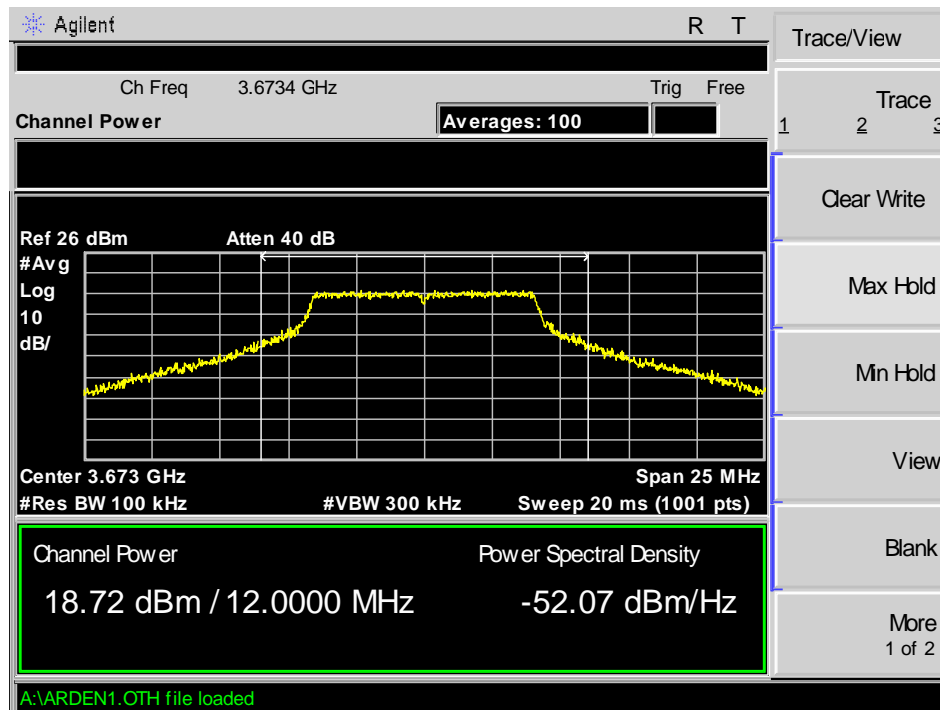 Agilent R T
Ch Freq 3.6734 GHz Trig Free
Channel Power Averages: 100
Ref 26 dBm Atten 40 dB
#Avg
Log
10
dB/
Center 3.673 GHz Span 25 MHz
#Res BW 100 kHz #VBW 300 kHz Sweep 20 ms (1001 pts)
Channel Power Power Spectral Density
18.72 dBm / 12.0000 MHz -52.07 dBm/Hz
A:\ARDEN1.OTH file loaded
Trace/View
Trace
1 2 3
Clear Write
Max Hold
Min Hold
View
Blank
More
1 of 2